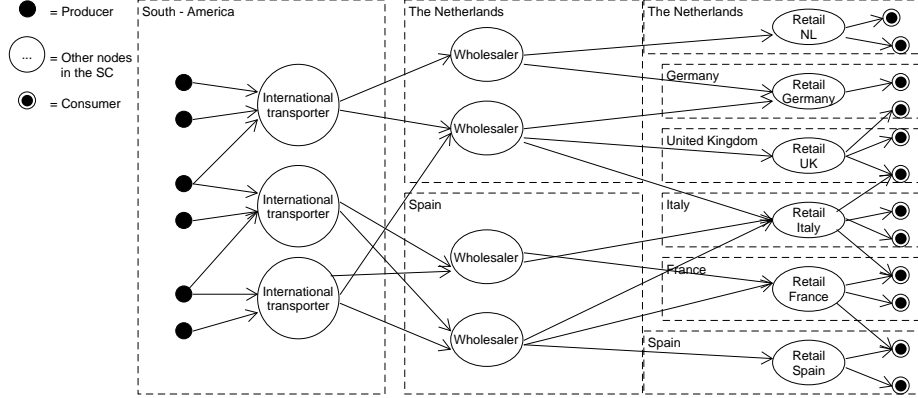 = Producer
...
= Other nodes
in the SC
= Consumer
South - America
International
transporter
International
transporter
International
transporter
The Netherlands
Wholesaler
Wholesaler
Spain
Wholesaler
Wholesaler
The Netherlands
Retail
NL
Germany
Retail
Germany
United Kingdom
Retail
UK
Italy
Retail
Italy
France
Retail
France
Spain
Retail
Spain